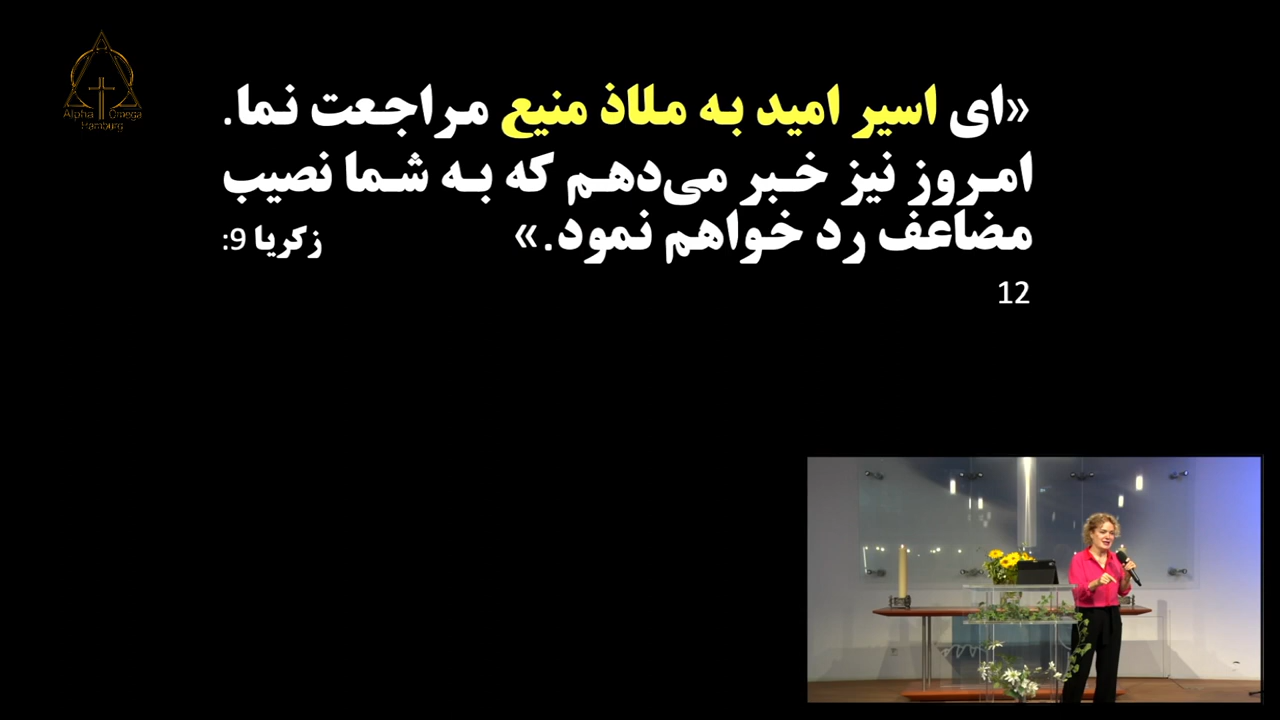 Alpha Omega
Hamburg
«ای اسیر امید به ملاذ منیع مراجعت نما.
امروز نیز خبر می‌دهم که به شما نصیب
مضاعف رد خواهم نمود.» زکریا 9:
12